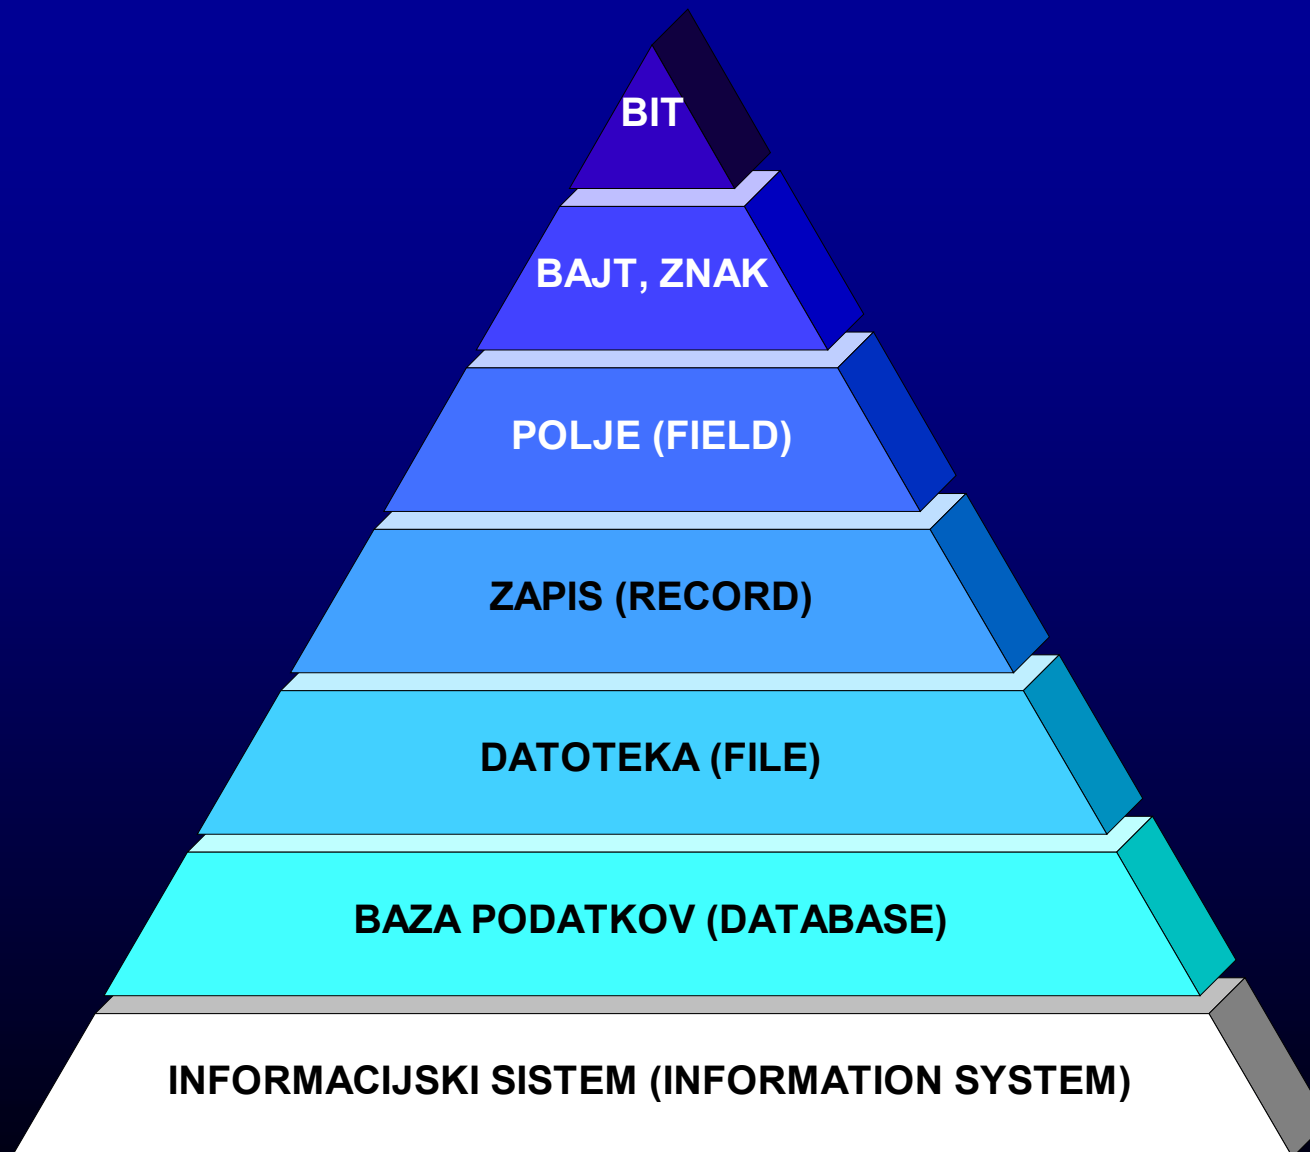 BIT
BAJT, ZNAK
POLJE (FIELD)
ZAPIS (RECORD)
DATOTEKA (FILE)
BAZA PODATKOV (DATABASE)
INFORMACIJSKI SISTEM (INFORMATION SYSTEM)